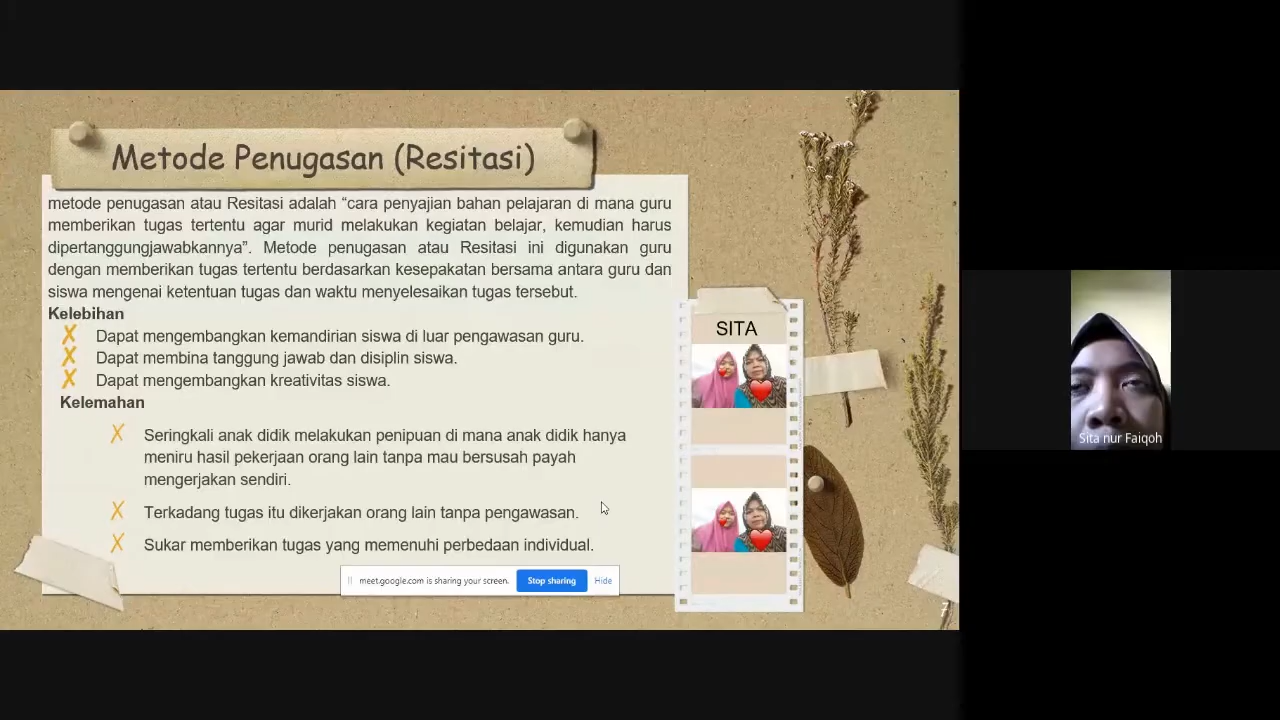 Metode Penugasan (Resitasi)
metode penugasan atau Resitasi adalah “cara penyajian bahan pelajaran di mana guru
memberikan tugas tertentu agar murid melakukan kegiatan belajar, kemudian harus
dipertanggungjawabkannya”. Metode penugasan atau Resitasi ini digunakan guru
dengan memberikan tugas tertentu berdasarkan kesepakatan bersama antara guru dan
siswa mengenai ketentuan tugas dan waktu menyelesaikan tugas tersebut.
Kelebihan
Dapat mengembangkan kemandirian siswa di luar pengawasan guru.
Dapat membina tanggung jawab dan disiplin siswa.
Dapat mengembangkan kreativitas siswa.
Kelemahan
Seringkali anak didik melakukan penipuan di mana anak didik hanya
meniru hasil pekerjaan orang lain tanpa mau bersusah payah
mengerjakan sendiri.
Terkadang tugas itu dikerjakan orang lain tanpa pengawasan.
Sukar memberikan tugas yang memenuhi perbedaan individual.
SITA
meet.google.com is sharing your screen.
Stop sharing
Hide
7
Sita nur Faiqoh